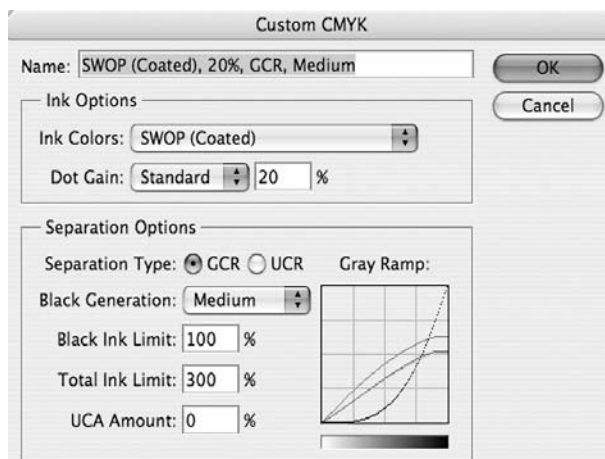 Custom CMYK
Name: SWOP (Coated), 20%, GCR, Medium
OK
Cancel
Ink Options
Ink Colors: SWOP (Coated)
Dot Gain: Standard 20 %
Separation Options
Separation Type: GCR UCR Gray Ramp:
Black Generation: Medium
Black Ink Limit: 100 %
Total Ink Limit: 300 %
UCA Amount: 0 %